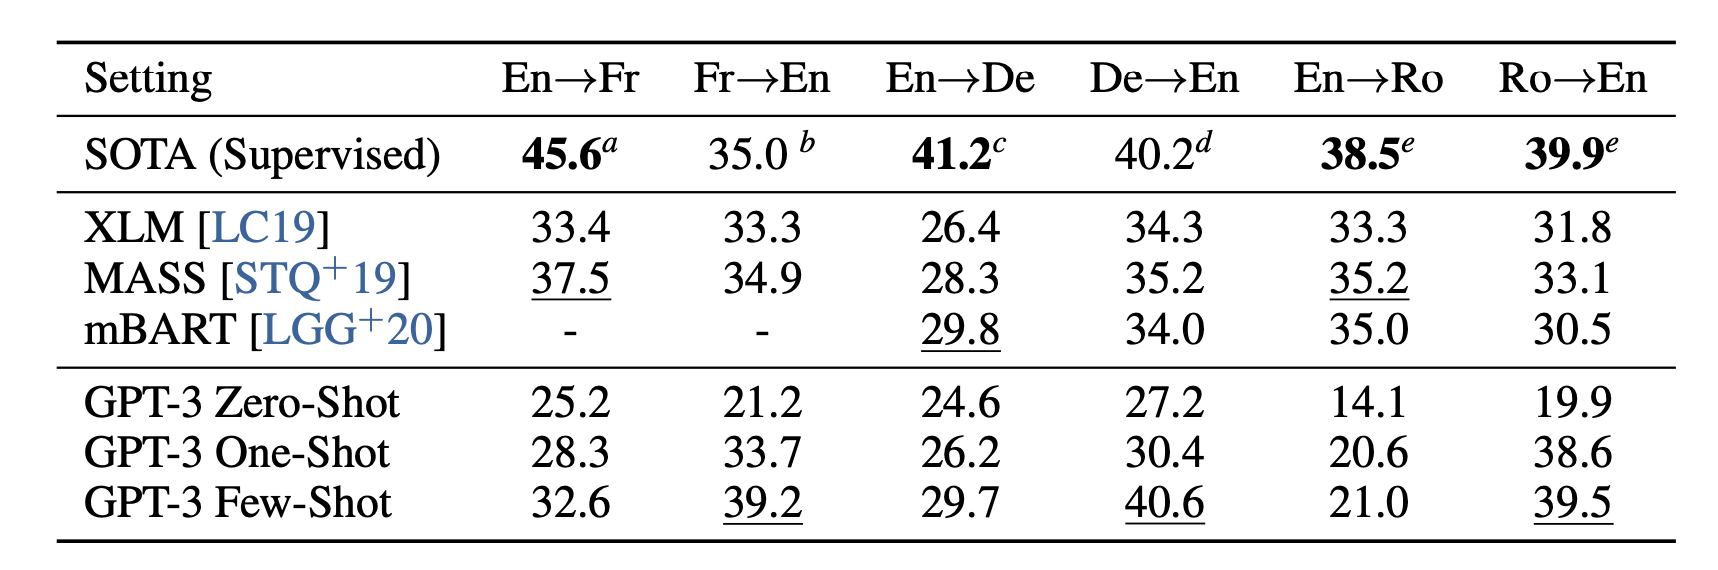 Setting En→Fr Fr→En En→De De→En En→Ro Ro→En
SOTA (Supervised) 45.6a 35.0 b 41.2c 40.2d 38.5e 39.9e
XLM [LC19] 33.4 33.3 26.4 34.3 33.3 31.8
MASS [STQ+19] 37.5 34.9 28.3 35.2 35.2 33.1
mBART [LGG+20] - - 29.8 34.0 35.0 30.5
GPT-3 Zero-Shot 25.2 21.2 24.6 27.2 14.1 19.9
GPT-3 One-Shot 28.3 33.7 26.2 30.4 20.6 38.6
GPT-3 Few-Shot 32.6 39.2 29.7 40.6 21.0 39.5